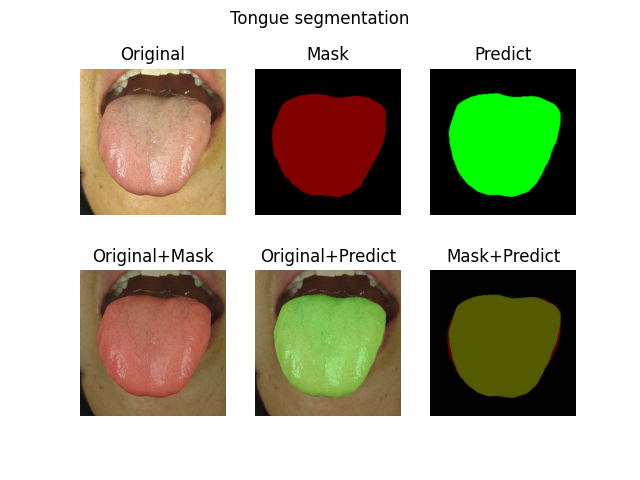 Tongue segmentation
Original
Mask
Predict
Original+Mask
Original+Predict
Mask+Predict